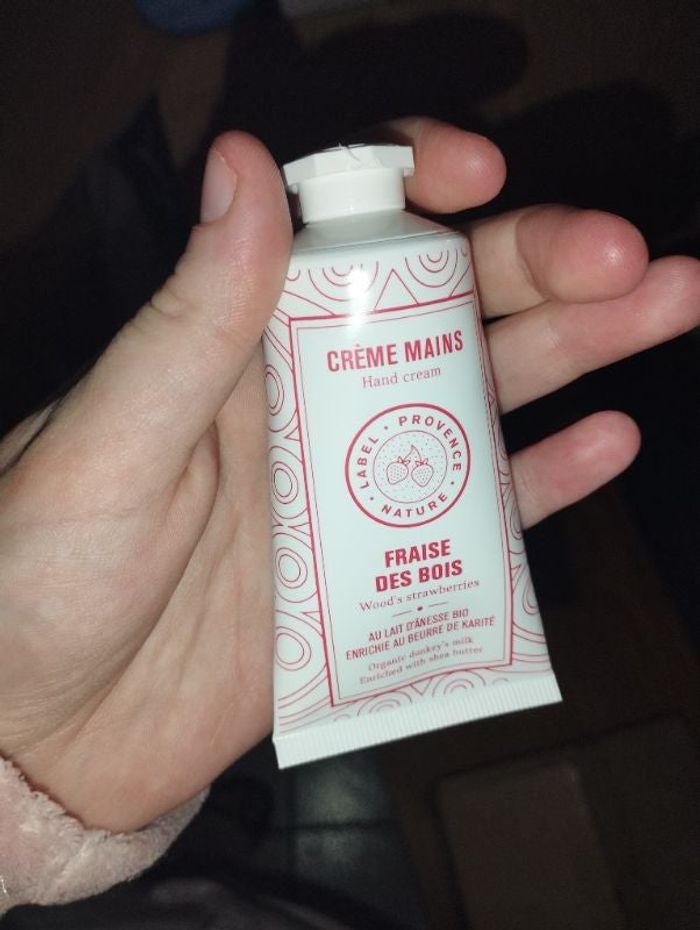 CRÈME MAINS
Hand cream
LABEL • PROVENCE • NATURE •
FRAISE
DES BOIS
Wood's strawberries
AU LAIT D'ÂNESSE BIO
ENRICHIE AU BEURRE DE KARITÉ
Organic donkey's milk
Enriched with shea butter